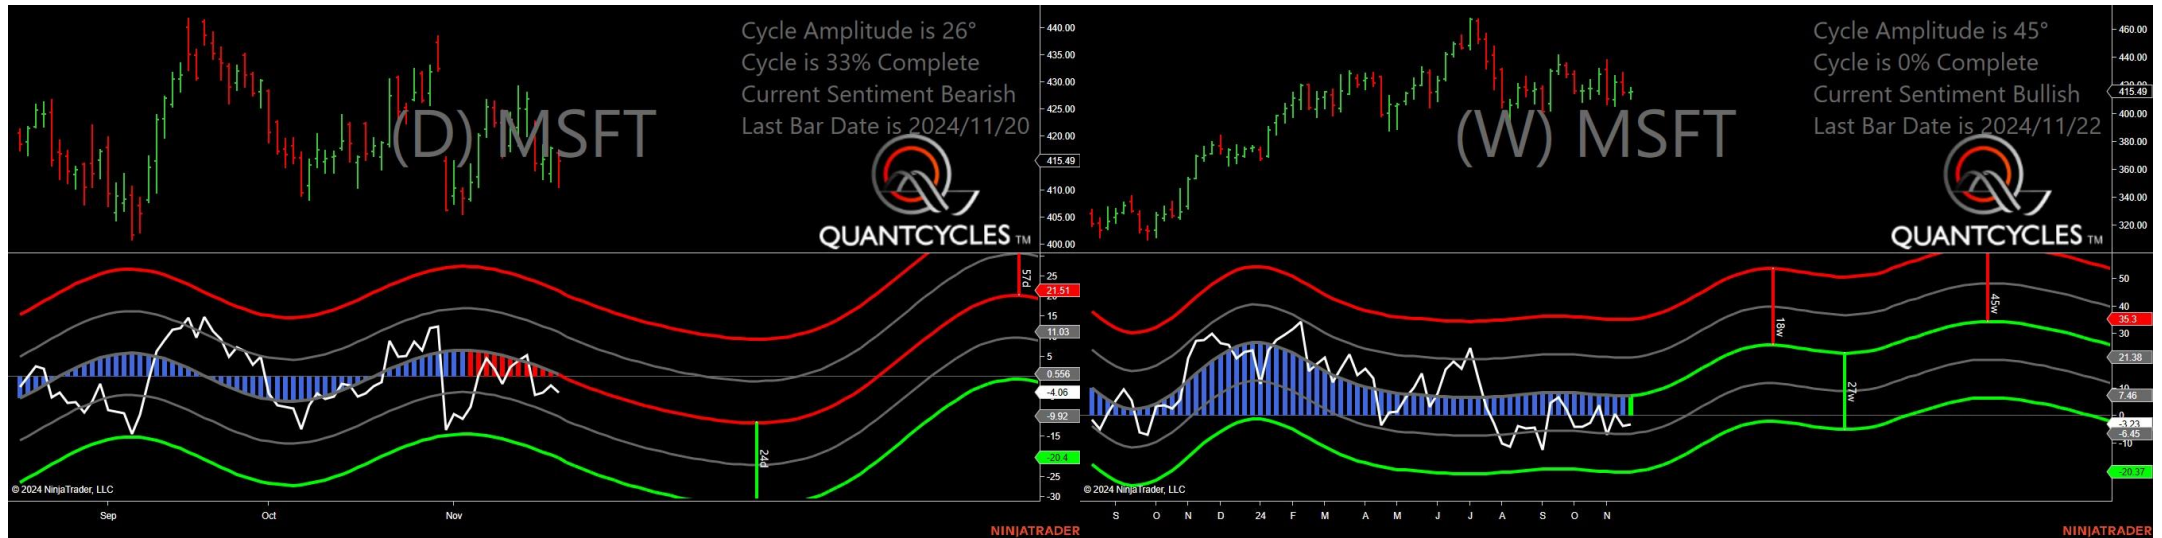 Cycle Amplitude is 26°
Cycle is 33% Complete
Current Sentiment Bearish
Last Bar Date is 2024/11/20
(D) MSFT
QUANTCYCLES TM
440.00
435.00
430.00
425.00
420.00
415.49
410.00
405.00
400.00
57d
25
21.51
15
11.03
5
0.556
-4.06
-9.92
-15
-20.4
-25
-30
24d
© 2024 NinjaTrader, LLC
Sep
Oct
Nov
NINJATRADER
Cycle Amplitude is 45°
Cycle is 0% Complete
Current Sentiment Bullish
Last Bar Date is 2024/11/22
(W) MSFT
QUANTCYCLES TM
460.00
440.00
415.49
400.00
380.00
360.00
340.00
320.00
18w
27w
45w
50
40
35.3
30
21.38
10
7.46
0
-3.23
-6.45
-10
-20.37
© 2024 NinjaTrader, LLC
S O N D 24 F M A M J J A S O N
NINJATRADER